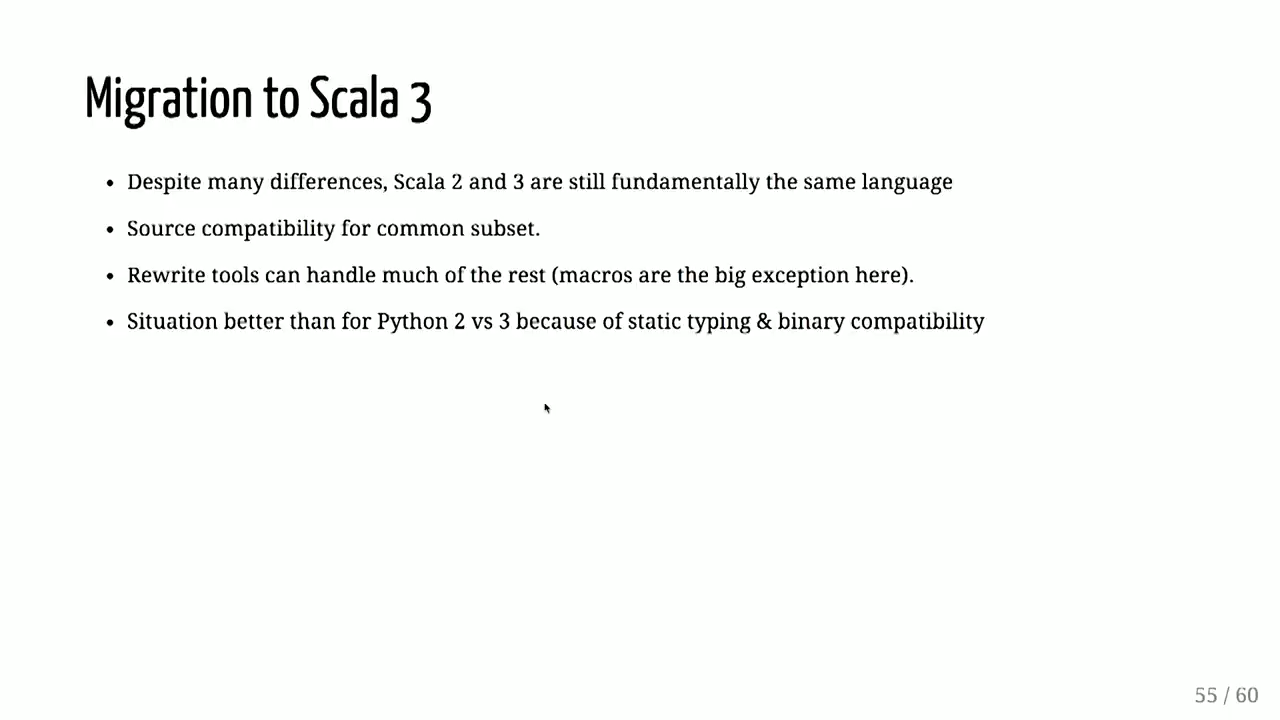 Migration to Scala 3
• Despite many differences, Scala 2 and 3 are still fundamentally the same language
• Source compatibility for common subset.
• Rewrite tools can handle much of the rest (macros are the big exception here).
• Situation better than for Python 2 vs 3 because of static typing & binary compatibility
55 / 60